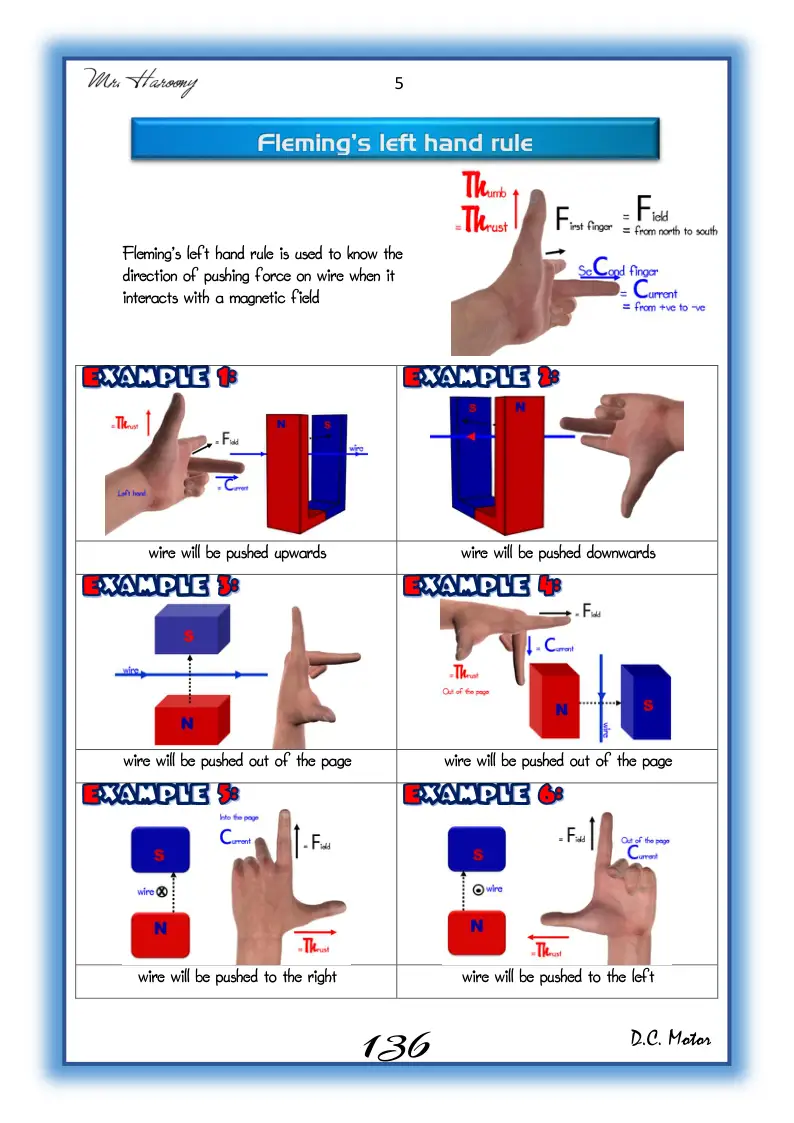 Mr. Haroony
5
Fleming's left hand rule
Thumb
= Thrust
First finger = Field
= from north to south
SeCond finger
= Current
= from +ve to -ve
Fleming's left hand rule is used to know the
direction of pushing force on wire when it
interacts with a magnetic field
EXAMPLE 1:
= Thrust
= Field
Left hand
= Current
N
S
wire
wire will be pushed upwards
EXAMPLE 2:
S
N
wire will be pushed downwards
EXAMPLE 3:
S
wire
N
wire will be pushed out of the page
EXAMPLE 4:
= Field
= Current
= Thrust
Out of the page
N
S
wire
wire will be pushed out of the page
EXAMPLE 5:
Into the page
Current
= Field
S
wire
N
= Thrust
wire will be pushed to the right
EXAMPLE 6:
= Field
Out of the page
Current
S
wire
N
= Thrust
wire will be pushed to the left
136
D.C. Motor